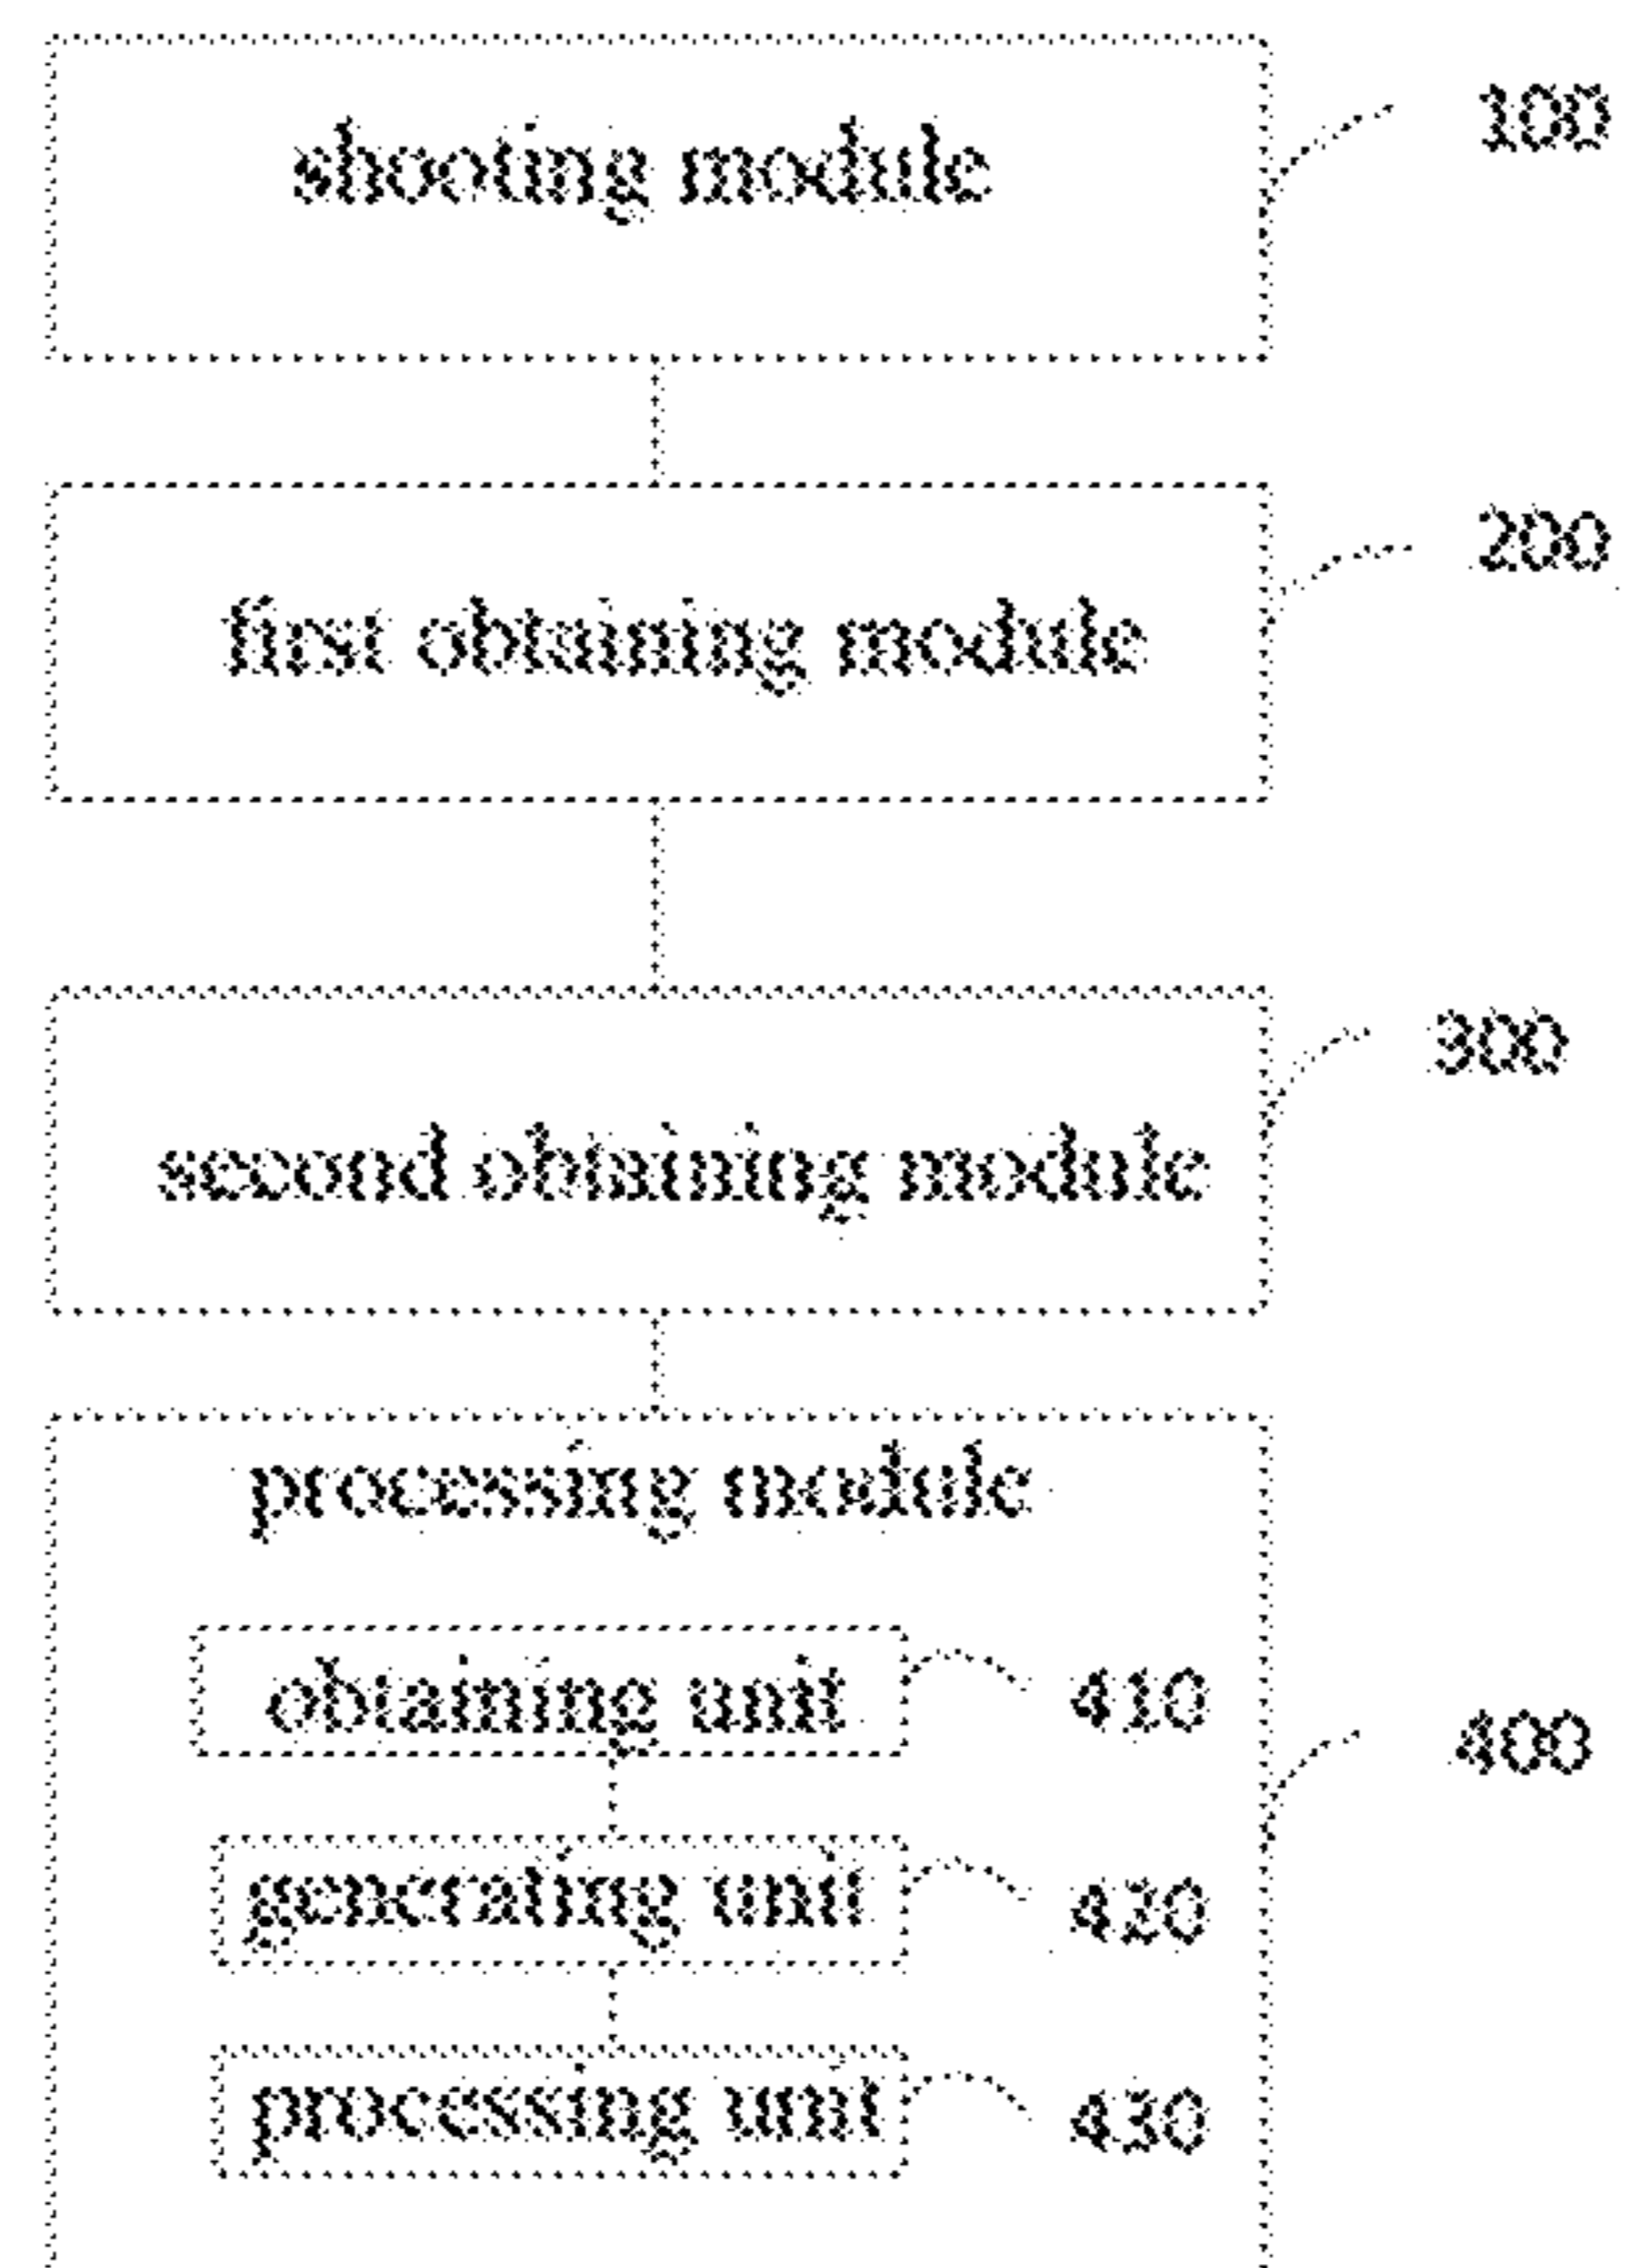 shooting module
100
first obtaining module
200
second obtaining module
300
processing module
obtaining unit
410
400
generating unit
420
processing unit
430